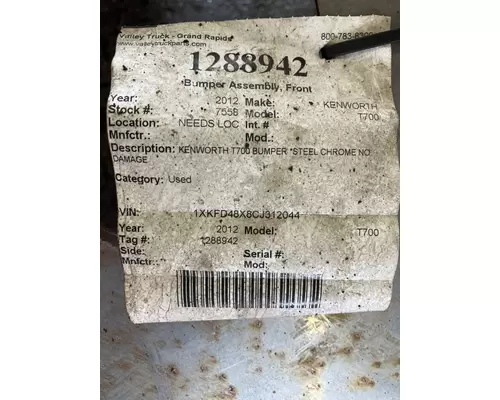 Valley Truck - Grand Rapids 800-783-8300
www.valleytruckparts.com
1288942
Bumper Assembly, Front
Year: 2012 Make: KENWORTH
Stock #: 7558 Model: T700
Location: NEEDS LOC Int. #
Mnfctr.: Mod.:
Description: KENWORTH T700 BUMPER *STEEL CHROME NO
DAMAGE
Category: Used
VIN: 1XKFD48X6CJ312044
Year: 2012 Model: T700
Tag #: 1288942
Side: Serial #:
Mnfctr: Mod: